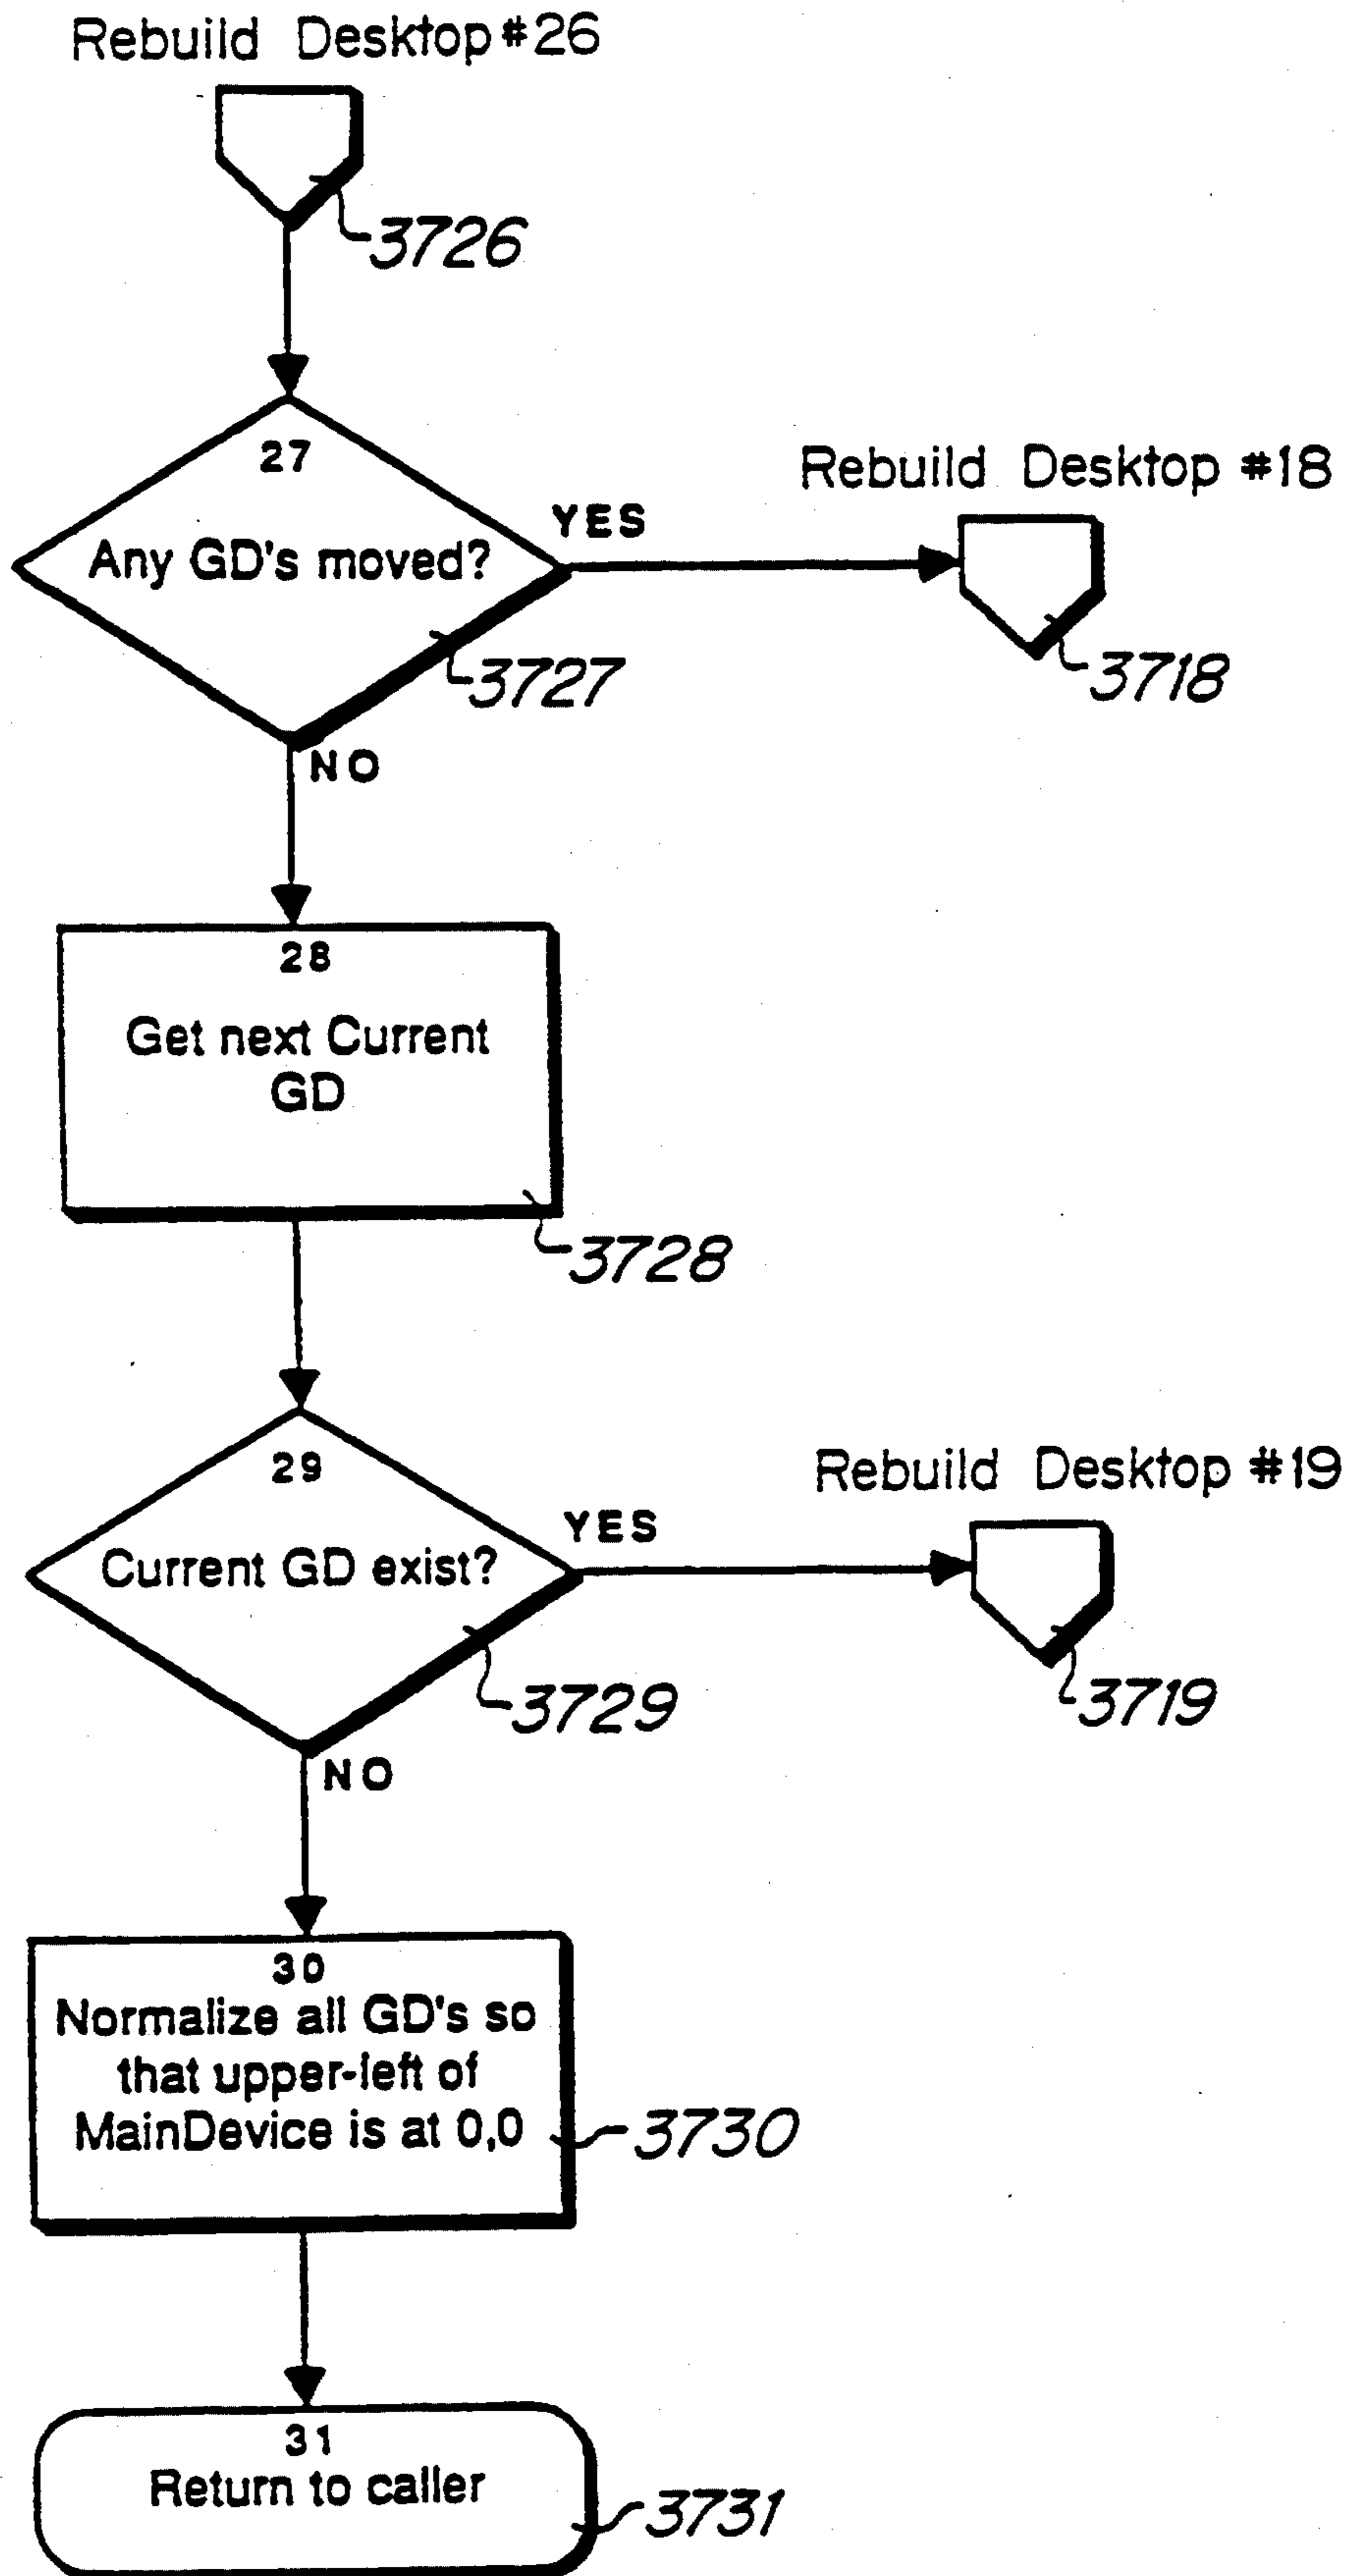 Rebuild Desktop #26
3726
27
Any GD's moved?
YES
Rebuild Desktop #18
3718
3727
NO
28
Get next Current
GD
3728
29
Current GD exist?
YES
Rebuild Desktop #19
3719
3729
NO
30
Normalize all GD's so
that upper-left of
MainDevice is at 0,0
3730
31
Return to caller
3731